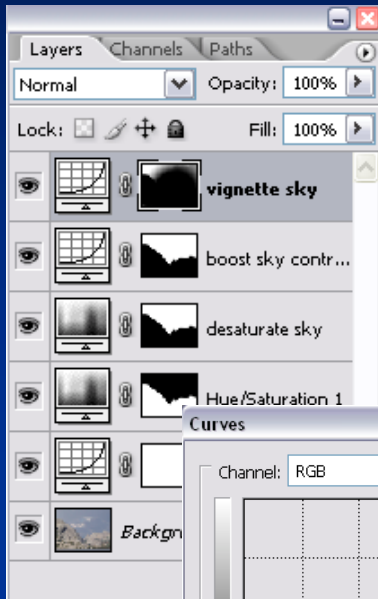 Layers Channels Paths
Normal Opacity: 100%
Lock: Fill: 100%
vignette sky
boost sky contr...
desaturate sky
Hue/Saturation 1
Curves
Channel: RGB
Backgr